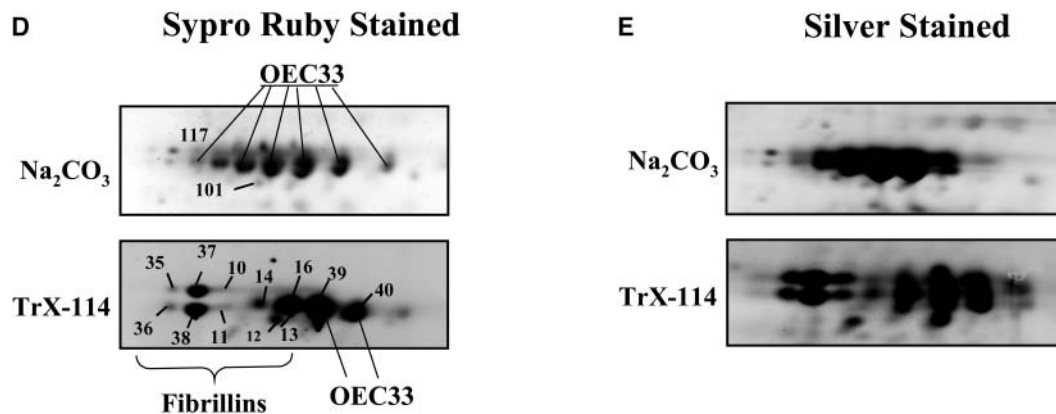 D Sypro Ruby Stained
OEC33
117
Na₂CO₃
101
37
35 10
14 16 39
40
TrX-114
36 38 11 12 13
Fibrillins OEC33
E Silver Stained
Na₂CO₃
TrX-114